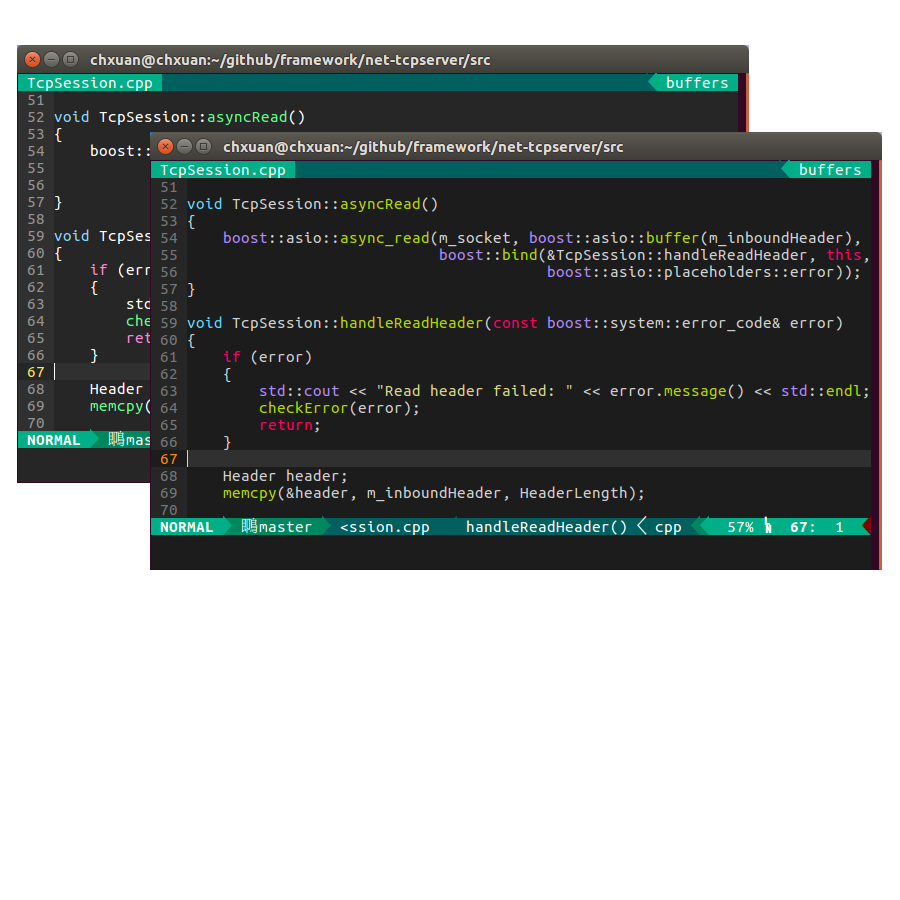 chxuan@chxuan:~/github/framework/net-tcpserver/src
TcpSession.cpp buffers
51
52 void TcpSession::asyncRead()
53 {
54     boost::
55
56
57 }
58
59 void TcpSes
60 {
61     if (err
62     {
63         std
64         che
65         ret
66     }
67
68     Header
69     memcpy(
70
NORMAL 鵙mas
chxuan@chxuan:~/github/framework/net-tcpserver/src
TcpSession.cpp buffers
51
52 void TcpSession::asyncRead()
53 {
54     boost::asio::async_read(m_socket, boost::asio::buffer(m_inboundHeader),
55                             boost::bind(&TcpSession::handleReadHeader, this,
56                                         boost::asio::placeholders::error));
57 }
58
59 void TcpSession::handleReadHeader(const boost::system::error_code& error)
60 {
61     if (error)
62     {
63         std::cout << "Read header failed: " << error.message() << std::endl;
64         checkError(error);
65         return;
66     }
67
68     Header header;
69     memcpy(&header, m_inboundHeader, HeaderLength);
70
NORMAL 鵙master <ssion.cpp handleReadHeader() cpp 57% 67: 1